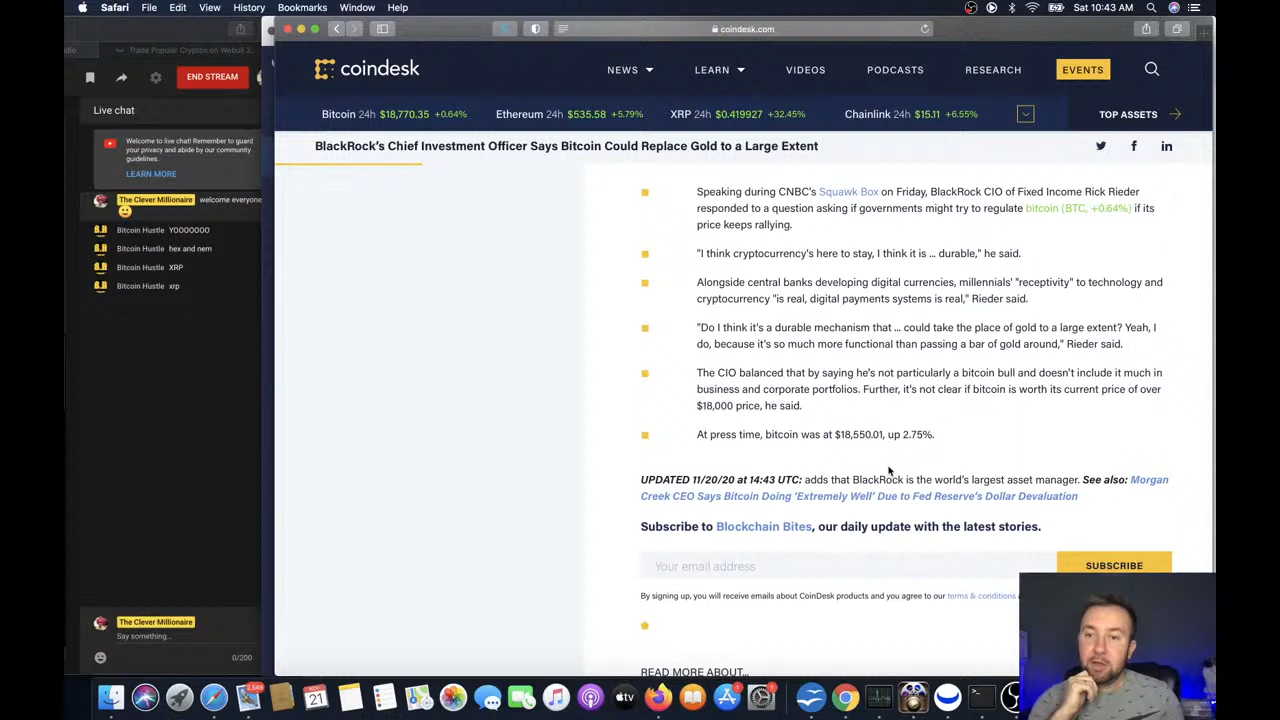 Safari File Edit View History Bookmarks Window Help
Sat 10:43 AM
Trade Popular Cryptos on Webull 2...
coindesk.com
END STREAM
coindesk
NEWS LEARN VIDEOS PODCASTS RESEARCH EVENTS
Live chat
Bitcoin 24h $18,770.35 +0.64% Ethereum 24h $535.58 +5.79% XRP 24h $0.419927 +32.45% Chainlink 24h $15.11 +6.55% TOP ASSETS
Welcome to live chat! Remember to guard
your privacy and abide by our community
guidelines.
LEARN MORE
The Clever Millionaire welcome everyone
Bitcoin Hustle YOOOOOOO
Bitcoin Hustle hex and nem
Bitcoin Hustle XRP
Bitcoin Hustle xrp
The Clever Millionaire
Say something...
0/200
BlackRock's Chief Investment Officer Says Bitcoin Could Replace Gold to a Large Extent
Speaking during CNBC's Squawk Box on Friday, BlackRock CIO of Fixed Income Rick Rieder
responded to a question asking if governments might try to regulate bitcoin (BTC, +0.64%) if its
price keeps rallying.
"I think cryptocurrency's here to stay, I think it is ... durable," he said.
Alongside central banks developing digital currencies, millennials' "receptivity" to technology and
cryptocurrency "is real, digital payments systems is real," Rieder said.
"Do I think it's a durable mechanism that ... could take the place of gold to a large extent? Yeah, I
do, because it's so much more functional than passing a bar of gold around," Rieder said.
The CIO balanced that by saying he's not particularly a bitcoin bull and doesn't include it much in
business and corporate portfolios. Further, it's not clear if bitcoin is worth its current price of over
$18,000 price, he said.
At press time, bitcoin was at $18,550.01, up 2.75%.
UPDATED 11/20/20 at 14:43 UTC: adds that BlackRock is the world's largest asset manager. See also: Morgan
Creek CEO Says Bitcoin Doing 'Extremely Well' Due to Fed Reserve's Dollar Devaluation
Subscribe to Blockchain Bites, our daily update with the latest stories.
Your email address
SUBSCRIBE
By signing up, you will receive emails about CoinDesk products and you agree to our terms & conditions
READ MORE ABOUT...
2,549
NOV
21
tv
1
1